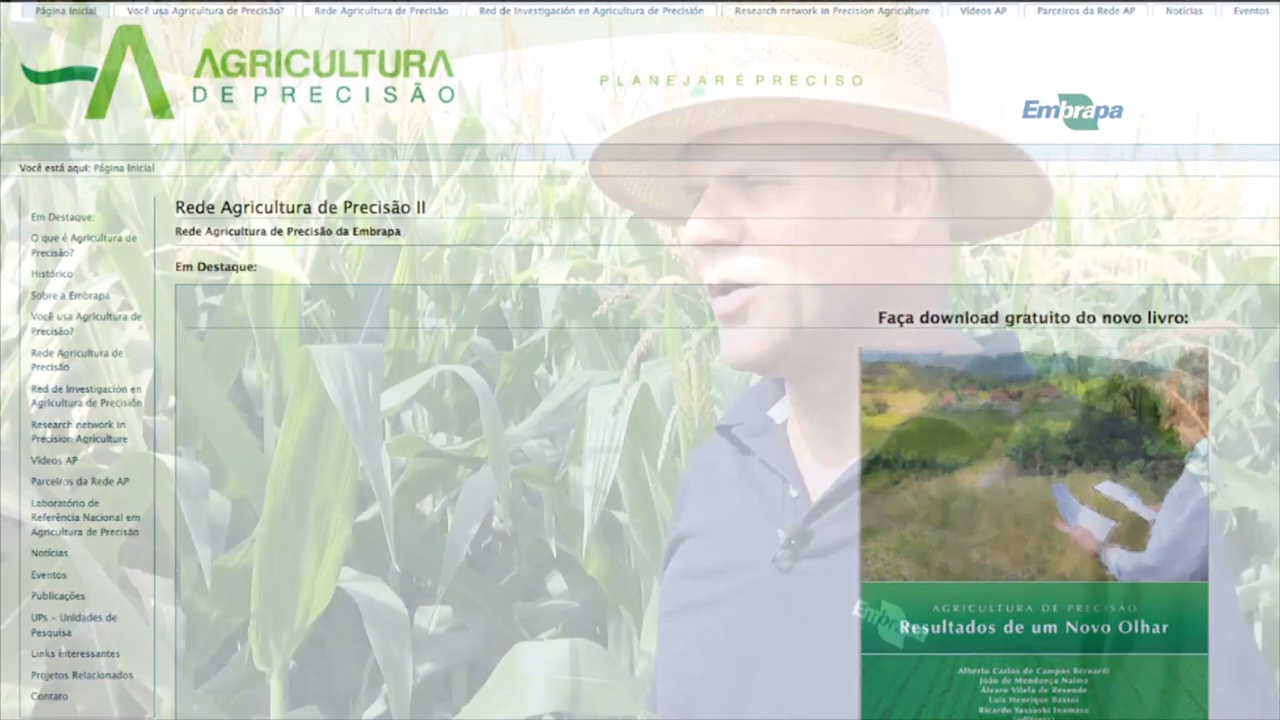 Página Inicial
Você usa Agricultura de Precisão?
Rede Agricultura de Precisão
Red de Investigación en Agricultura de Precisión
Research network in Precision Agriculture
Vídeos AP
Parceiros da Rede AP
Notícias
Eventos
AGRICULTURA
DE PRECISÃO
PLANEJAR É PRECISO
Embrapa
Você está aqui: Página Inicial
Em Destaque:
O que é Agricultura de
Precisão?
Histórico
Sobre a Embrapa
Você usa Agricultura de
Precisão?
Rede Agricultura de
Precisão
Red de Investigación en
Agricultura de Precisión
Research network in
Precision Agriculture
Vídeos AP
Parceiros da Rede AP
Laboratório de
Referência Nacional em
Agricultura de Precisão
Notícias
Eventos
Publicações
UPs - Unidades de
Pesquisa
Links interessantes
Projetos Relacionados
Contato
Rede Agricultura de Precisão II
Rede Agricultura de Precisão da Embrapa
Em Destaque:
Faça download gratuito do novo livro:
Embrapa
AGRICULTURA DE PRECISÃO
Resultados de um Novo Olhar
Alberto Carlos de Campos Bernardi
João de Mendonça Naime
Álvaro Vilela de Resende
Luís Henrique Bassoi
Ricardo Yassushi Inamasu
(editores)